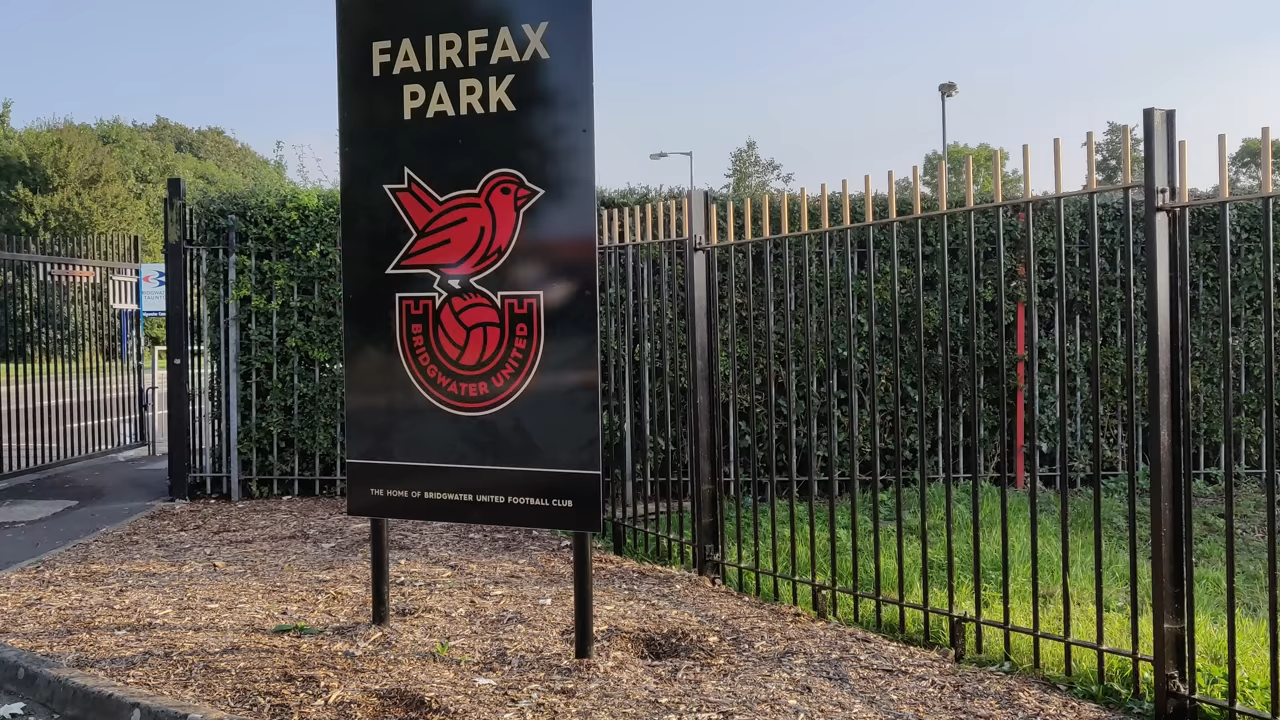 FAIRFAX
PARK
BRIDGWATER UNITED
THE HOME OF BRIDGWATER UNITED FOOTBALL CLUB